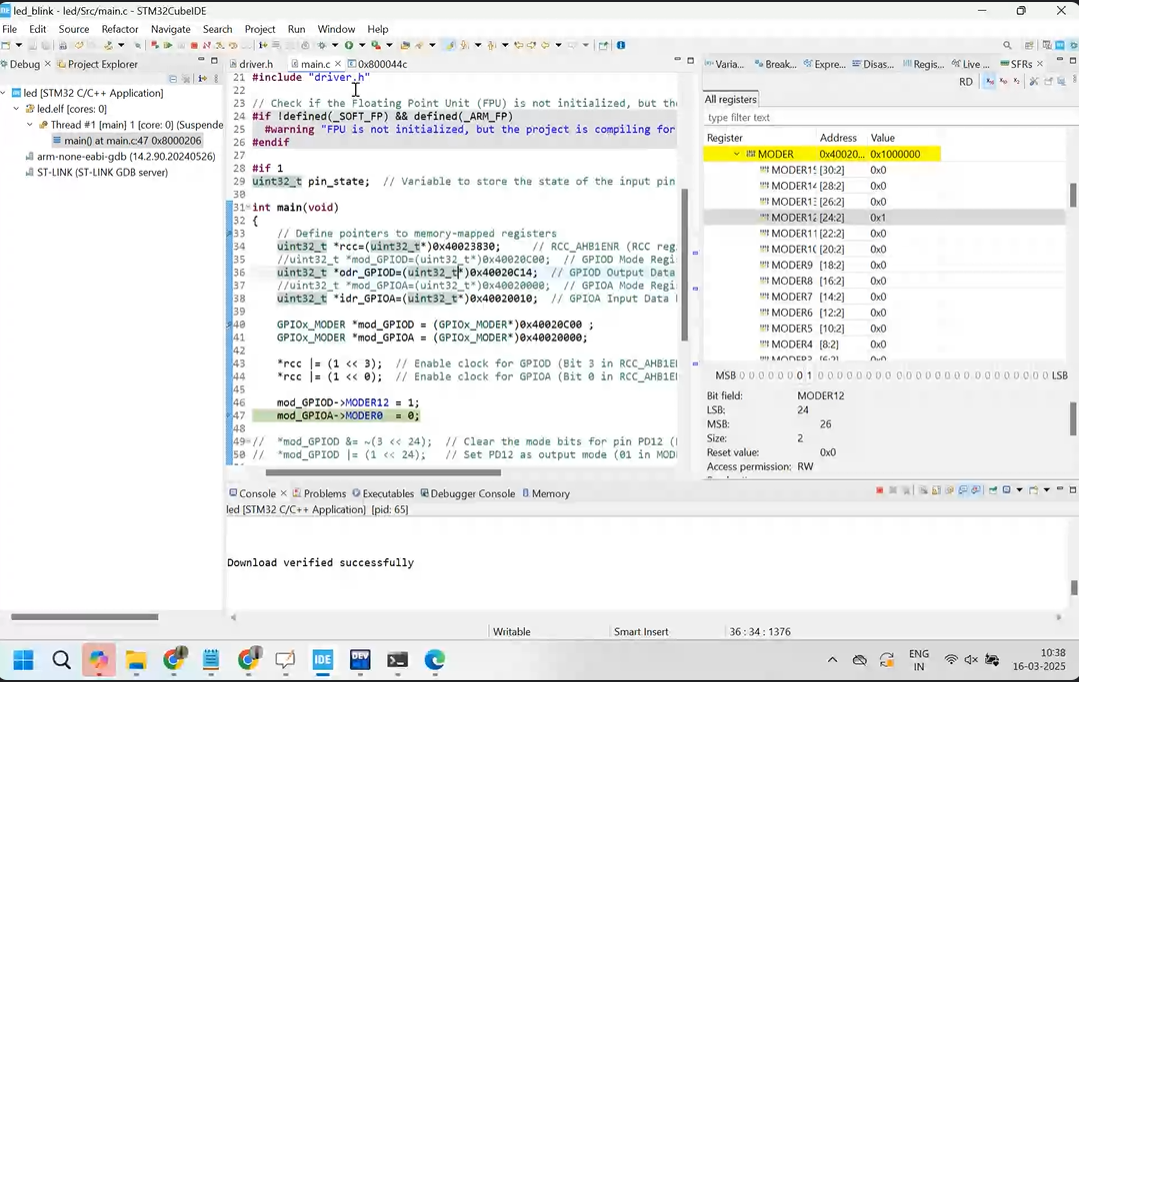 led_blink - led/Src/main.c - STM32CubeIDE
File Edit Source Refactor Navigate Search Project Run Window Help
Debug Project Explorer
led [STM32 C/C++ Application]
led.elf [cores: 0]
Thread #1 [main] 1 [core: 0] (Suspende
main() at main.c:47 0x8000206
arm-none-eabi-gdb (14.2.90.20240526)
ST-LINK (ST-LINK GDB server)
driver.h main.c 0x800044c
21 #include "driver.h"
22
23 // Check if the Floating Point Unit (FPU) is not initialized, but the
24 #if !defined(_SOFT_FP) && defined(_ARM_FP)
25 #warning "FPU is not initialized, but the project is compiling for
26 #endif
27
28 #if 1
29 uint32_t pin_state; // Variable to store the state of the input pin
30
31 int main(void)
32 {
33 // Define pointers to memory-mapped registers
34 uint32_t *rcc=(uint32_t*)0x40023830; // RCC_AHB1ENR (RCC reg.
35 //uint32_t *mod_GPIOD=(uint32_t*)0x40020C00; // GPIOD Mode Regi
36 uint32_t *odr_GPIOD=(uint32_t*)0x40020C14; // GPIOD Output Data
37 //uint32_t *mod_GPIOA=(uint32_t*)0x40020000; // GPIOA Mode Regi
38 uint32_t *idr_GPIOA=(uint32_t*)0x40020010; // GPIOA Input Data
39
40 GPIOx_MODER *mod_GPIOD = (GPIOx_MODER*)0x40020C00 ;
41 GPIOx_MODER *mod_GPIOA = (GPIOx_MODER*)0x40020000;
42
43 *rcc |= (1 << 3); // Enable clock for GPIOD (Bit 3 in RCC_AHB1EN
44 *rcc |= (1 << 0); // Enable clock for GPIOA (Bit 0 in RCC_AHB1EN
45
46 mod_GPIOD->MODER12 = 1;
47 mod_GPIOA->MODER0 = 0;
49 // *mod_GPIOD &= ~(3 << 24); // Clear the mode bits for pin PD12 (
50 // *mod_GPIOD |= (1 << 24); // Set PD12 as output mode (01 in MOD
Varia... Break... Expre... Disas... Regis... Live ... SFRs
RD
All registers
type filter text
Register Address Value
MODER 0x40020... 0x1000000
MODER15 [30:2] 0x0
MODER14 [28:2] 0x0
MODER13 [26:2] 0x0
MODER12 [24:2] 0x1
MODER11 [22:2] 0x0
MODER10 [20:2] 0x0
MODER9 [18:2] 0x0
MODER8 [16:2] 0x0
MODER7 [14:2] 0x0
MODER6 [12:2] 0x0
MODER5 [10:2] 0x0
MODER4 [8:2] 0x0
MODER3 [6:2] 0x0
MSB 0 0 0 0 0 0 0 1 0 0 0 0 0 0 0 0 0 0 0 0 0 0 0 0 0 0 0 0 0 0 0 0 LSB
Bit field: MODER12
LSB: 24
MSB: 26
Size: 2
Reset value: 0x0
Access permission: RW
Console Problems Executables Debugger Console Memory
led [STM32 C/C++ Application] [pid: 65]
Download verified successfully
Writable Smart Insert 36 : 34 : 1376
IDE DEV ENG IN 10:38
16-03-2025